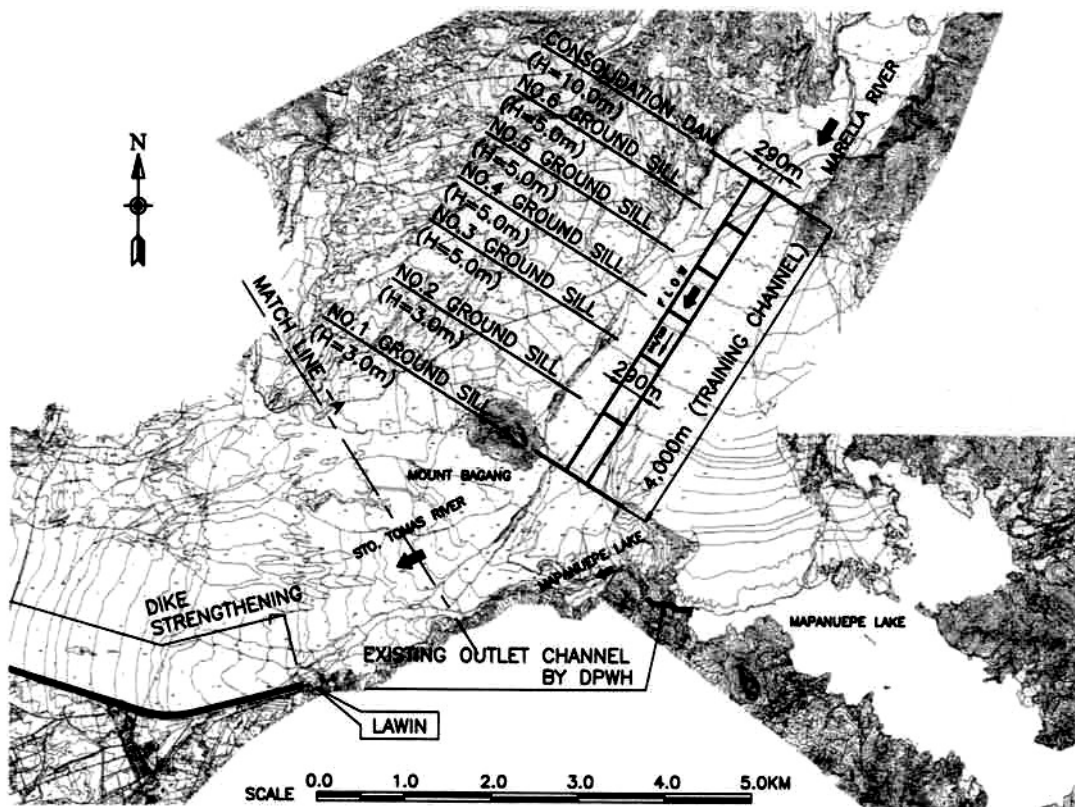 CONSOLIDATION DAM
(H=10.0m)
NO.6 GROUND SILL
(H=5.0m)
NO.5 GROUND SILL
(H=5.0m)
NO.4 GROUND SILL
(H=5.0m)
NO.3 GROUND SILL
(H=5.0m)
NO.2 GROUND SILL
(H=3.0m)
NO.1 GROUND SILL
(H=3.0m)
MARELLA RIVER
290m
N
FLOW
290m
4,000m (TRAINING CHANNEL)
MATCH LINE
MOUNT BAGANG
STO. TOMAS RIVER
MAPANUEPE LAKE
MAPANUEPE LAKE
DIKE
STRENGTHENING
EXISTING OUTLET CHANNEL
BY DPWH
LAWIN
SCALE 0.0 1.0 2.0 3.0 4.0 5.0KM